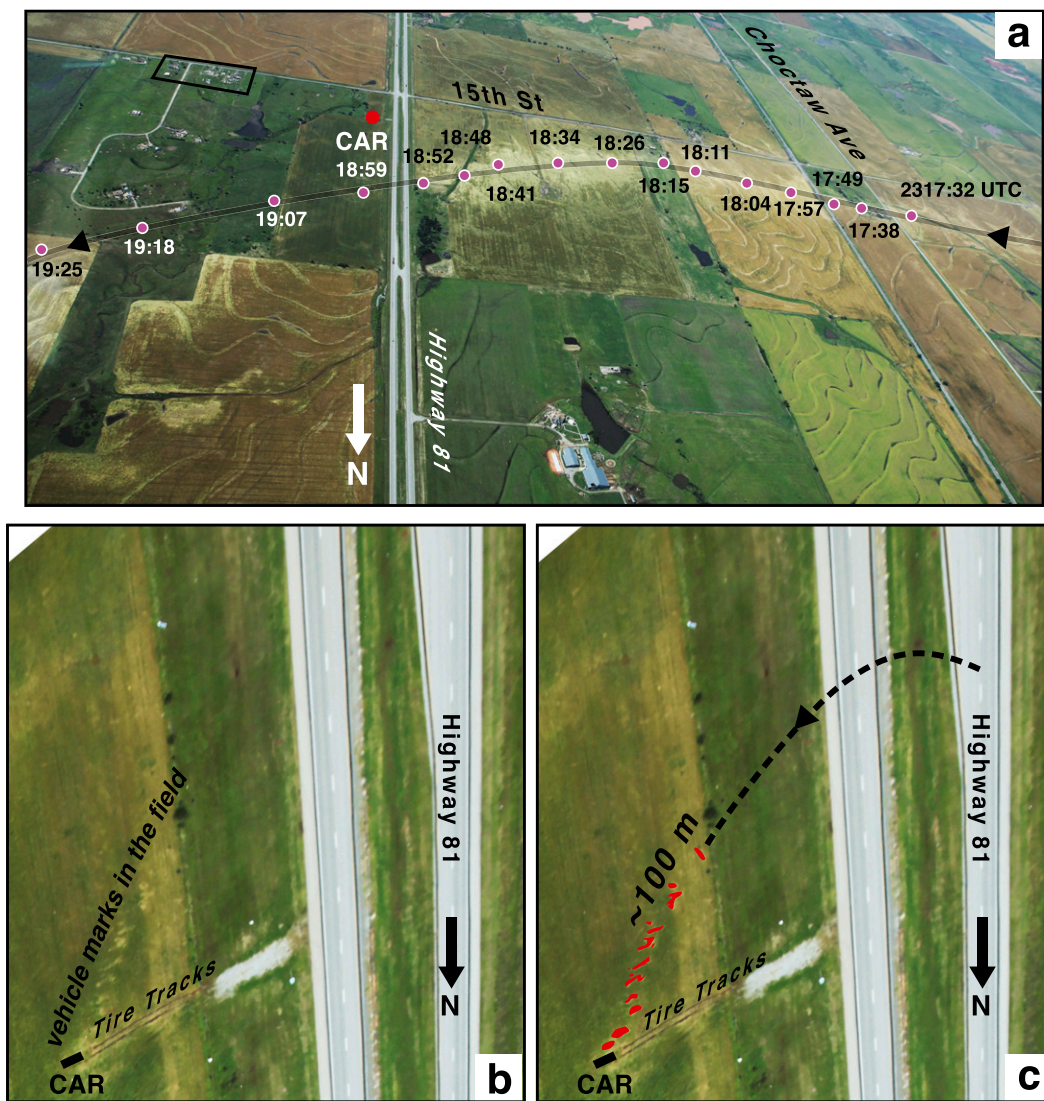 a
Choctaw Ave
15th St
CAR
18:48
18:34
18:26
18:11
18:52
18:59
18:41
18:15
17:49
2317:32 UTC
18:04
17:57
17:38
19:07
19:18
19:25
Highway 81
N
Highway 81
vehicle marks in the field
Tire Tracks
N
CAR
b
Highway 81
~100 m
Tire Tracks
N
CAR
c